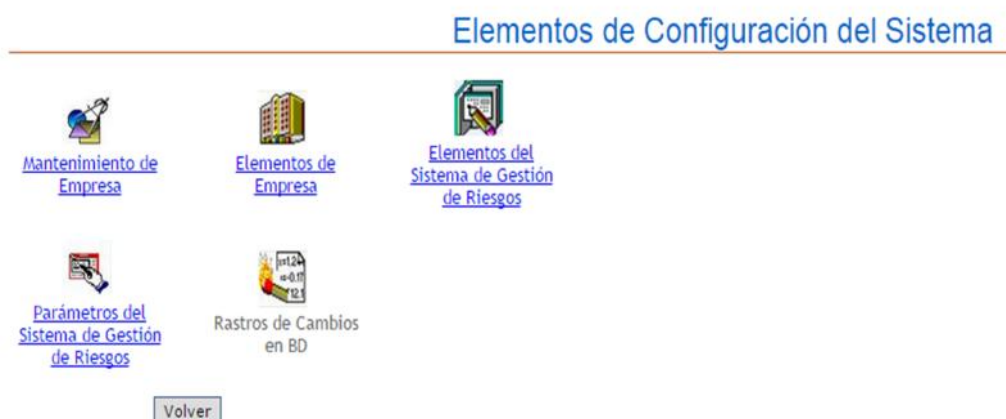 Elementos de Configuración del Sistema
Mantenimiento de
Empresa
Elementos de
Empresa
Elementos del
Sistema de Gestión
de Riesgos
Parámetros del
Sistema de Gestión
de Riesgos
Rastros de Cambios
en BD
Volver